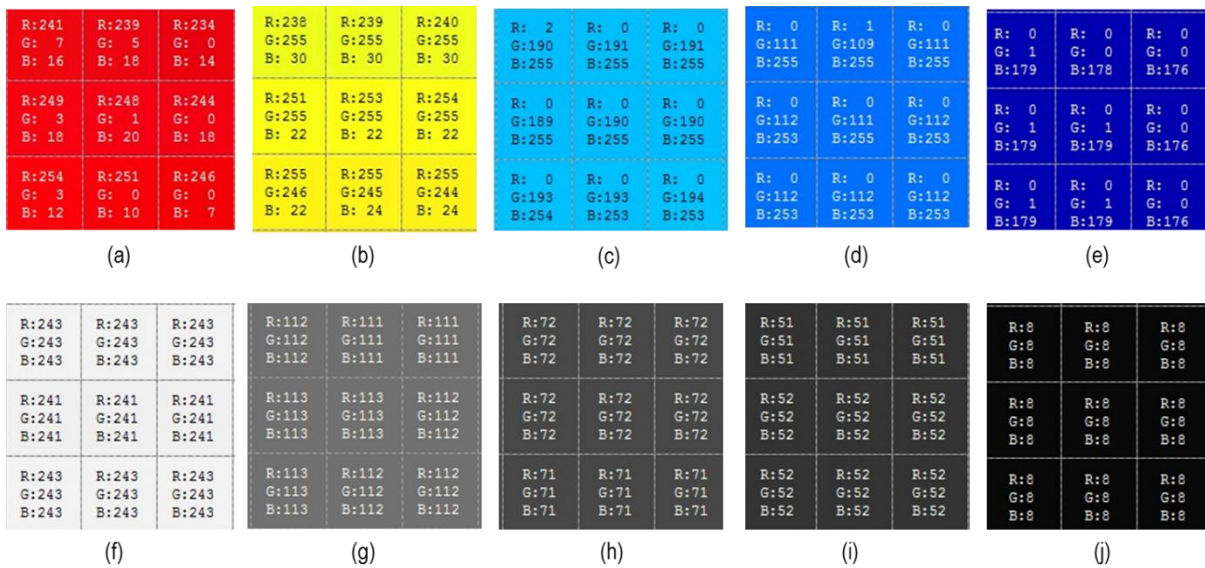 R:241 R:239 R:234
G: 7 G: 5 G: 0
B: 16 B: 18 B: 14
R:249 R:248 R:244
G: 3 G: 1 G: 0
B: 18 B: 20 B: 18
R:254 R:251 R:246
G: 3 G: 0 G: 0
B: 12 B: 10 B: 7
(a)
R:238 R:239 R:240
G:255 G:255 G:255
B: 30 B: 30 B: 30
R:251 R:253 R:254
G:255 G:255 G:255
B: 22 B: 22 B: 22
R:255 R:255 R:255
G:246 G:245 G:244
B: 22 B: 24 B: 24
(b)
R: 2 R: 0 R: 0
G:190 G:191 G:191
B:255 B:255 B:255
R: 0 R: 0 R: 0
G:189 G:190 G:190
B:255 B:255 B:255
R: 0 R: 0 R: 0
G:193 G:193 G:194
B:254 B:253 B:253
(c)
R: 0 R: 1 R: 0
G:111 G:109 G:111
B:255 B:255 B:255
R: 0 R: 0 R: 0
G:112 G:111 G:112
B:253 B:255 B:253
R: 0 R: 0 R: 0
G:112 G:112 G:112
B:253 B:253 B:253
(d)
R: 0 R: 0 R: 0
G: 1 G: 0 G: 0
B:179 B:178 B:176
R: 0 R: 0 R: 0
G: 1 G: 1 G: 0
B:179 B:179 B:176
R: 0 R: 0 R: 0
G: 1 G: 1 G: 0
B:179 B:179 B:176
(e)
R:243 R:243 R:243
G:243 G:243 G:243
B:243 B:243 B:243
R:241 R:241 R:241
G:241 G:241 G:241
B:241 B:241 B:241
R:243 R:243 R:243
G:243 G:243 G:243
B:243 B:243 B:243
(f)
R:112 R:111 R:111
G:112 G:111 G:111
B:112 B:111 B:111
R:113 R:113 R:112
G:113 G:113 G:112
B:113 B:113 B:112
R:113 R:112 R:112
G:113 G:112 G:112
B:113 B:112 B:112
(g)
R:72 R:72 R:72
G:72 G:72 G:72
B:72 B:72 B:72
R:72 R:72 R:72
G:72 G:72 G:72
B:72 B:72 B:72
R:71 R:71 R:71
G:71 G:71 G:71
B:71 B:71 B:71
(h)
R:51 R:51 R:51
G:51 G:51 G:51
B:51 B:51 B:51
R:52 R:52 R:52
G:52 G:52 G:52
B:52 B:52 B:52
R:52 R:52 R:52
G:52 G:52 G:52
B:52 B:52 B:52
(i)
R:8 R:8 R:8
G:8 G:8 G:8
B:8 B:8 B:8
R:8 R:8 R:8
G:8 G:8 G:8
B:8 B:8 B:8
R:8 R:8 R:8
G:8 G:8 G:8
B:8 B:8 B:8
(j)